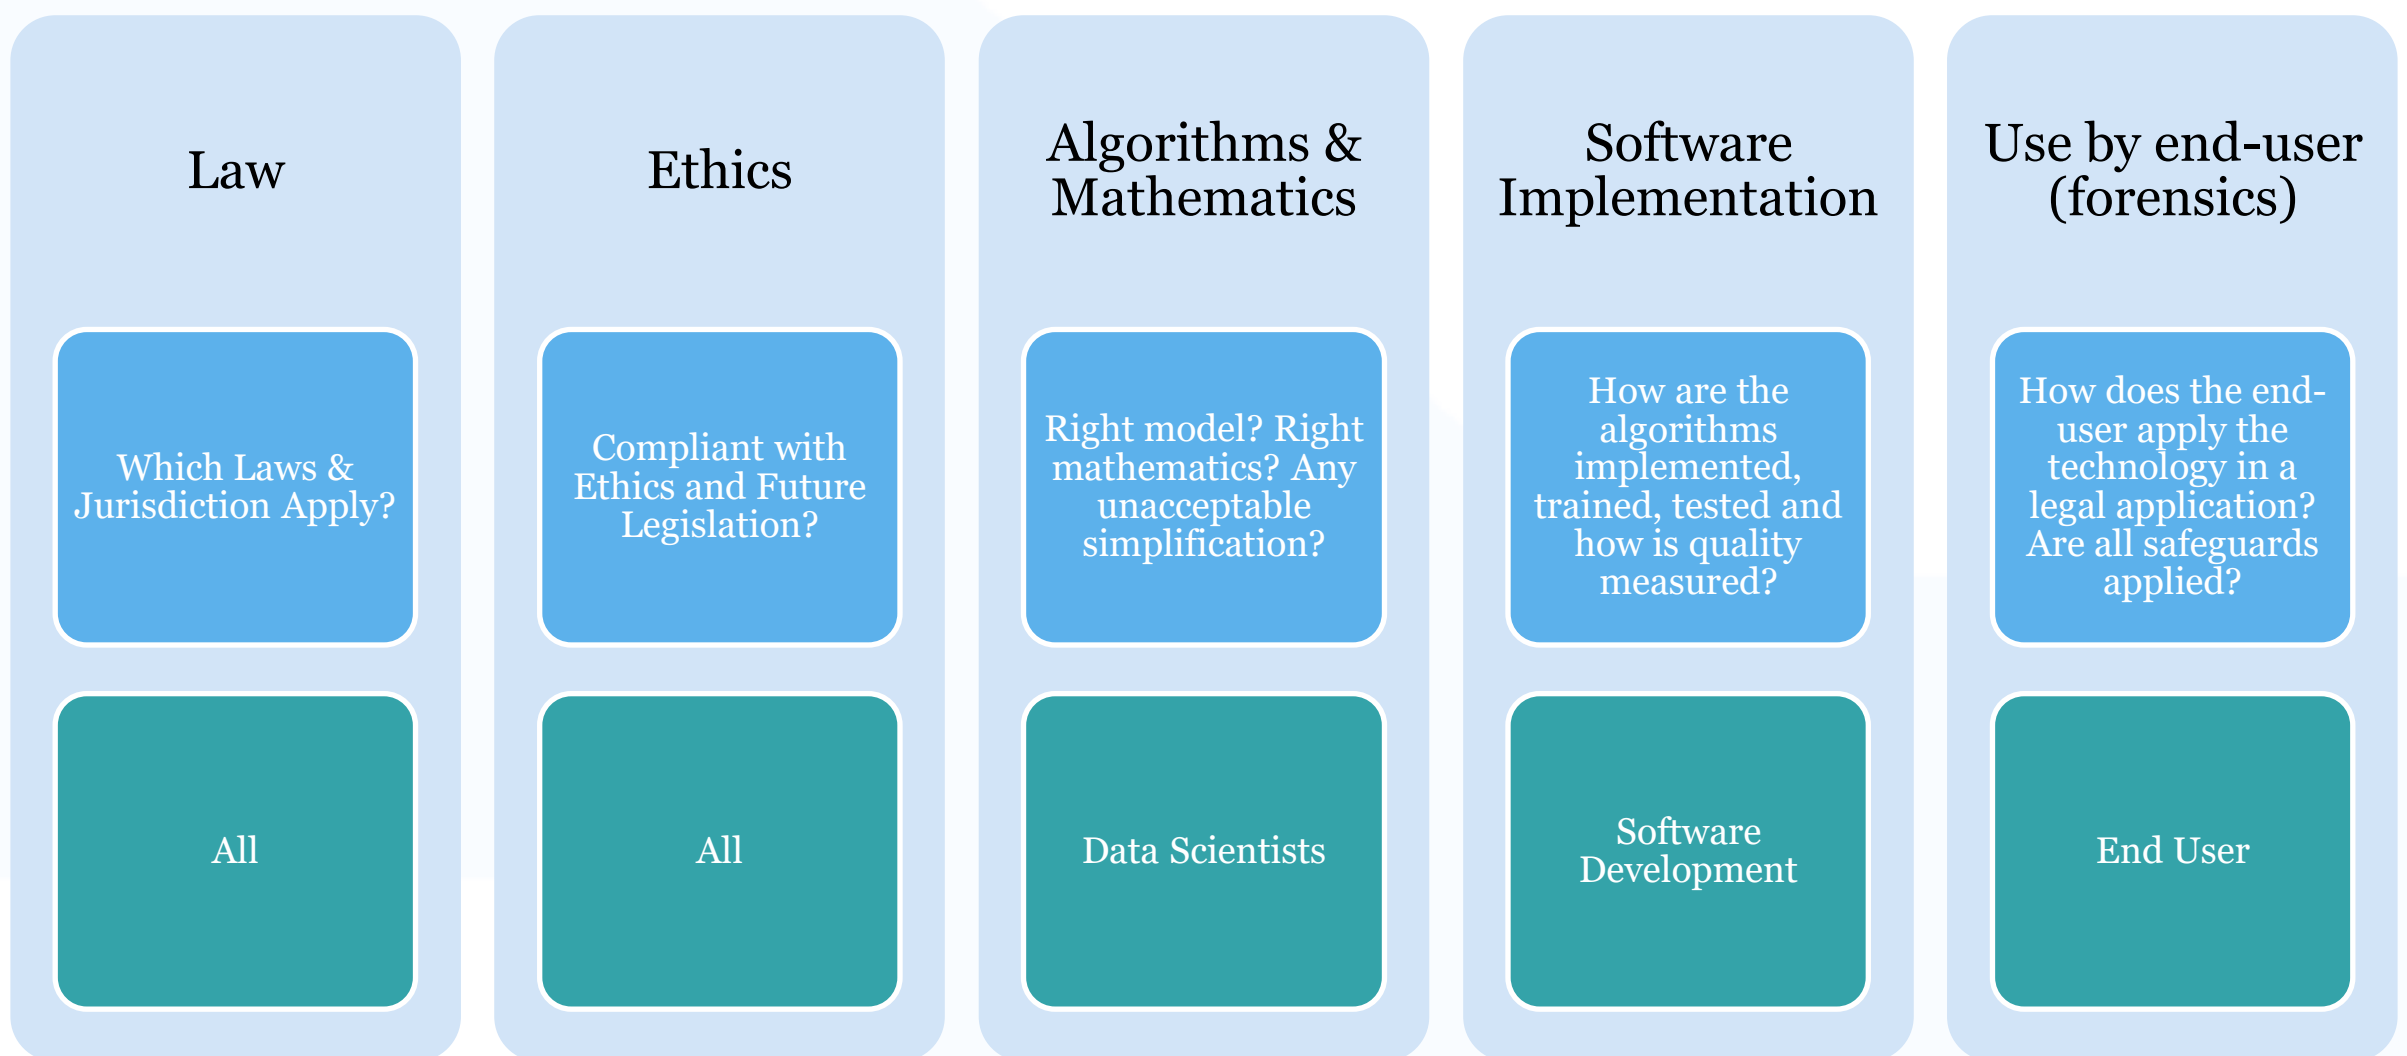 Law
Which Laws &
Jurisdiction Apply?
All
Ethics
Compliant with
Ethics and Future
Legislation?
All
Algorithms &
Mathematics
Right model? Right
mathematics? Any
unacceptable
simplification?
Data Scientists
Software
Implementation
How are the
algorithms
implemented,
trained, tested and
how is quality
measured?
Software
Development
Use by end-user
(forensics)
How does the end-
user apply the
technology in a
legal application?
Are all safeguards
applied?
End User